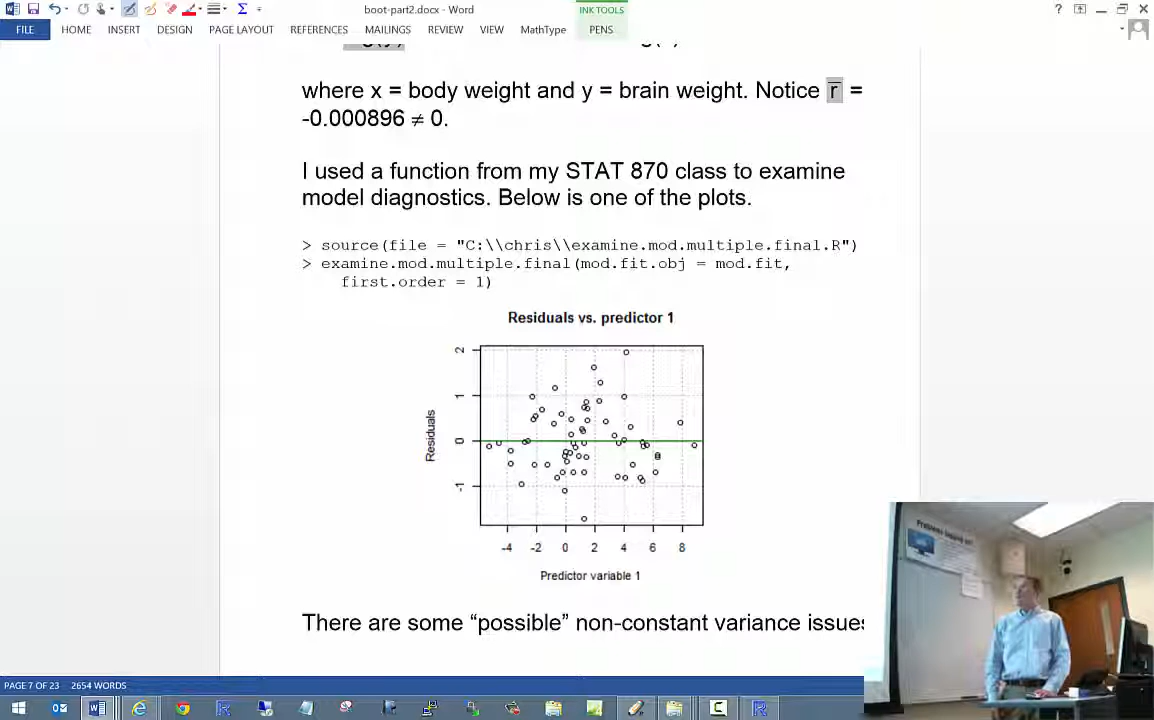 boot-part2.docx - Word
INK TOOLS
FILE HOME INSERT DESIGN PAGE LAYOUT REFERENCES MAILINGS REVIEW VIEW MathType PENS
where x = body weight and y = brain weight. Notice r̅ =
-0.000896 ≠ 0.
I used a function from my STAT 870 class to examine
model diagnostics. Below is one of the plots.
> source(file = "C:\\chris\\examine.mod.multiple.final.R")
> examine.mod.multiple.final(mod.fit.obj = mod.fit,
first.order = 1)
Residuals vs. predictor 1
2
1
0
-1
Residuals
-4 -2 0 2 4 6 8
Predictor variable 1
There are some “possible” non-constant variance issues
PAGE 7 OF 23 2654 WORDS